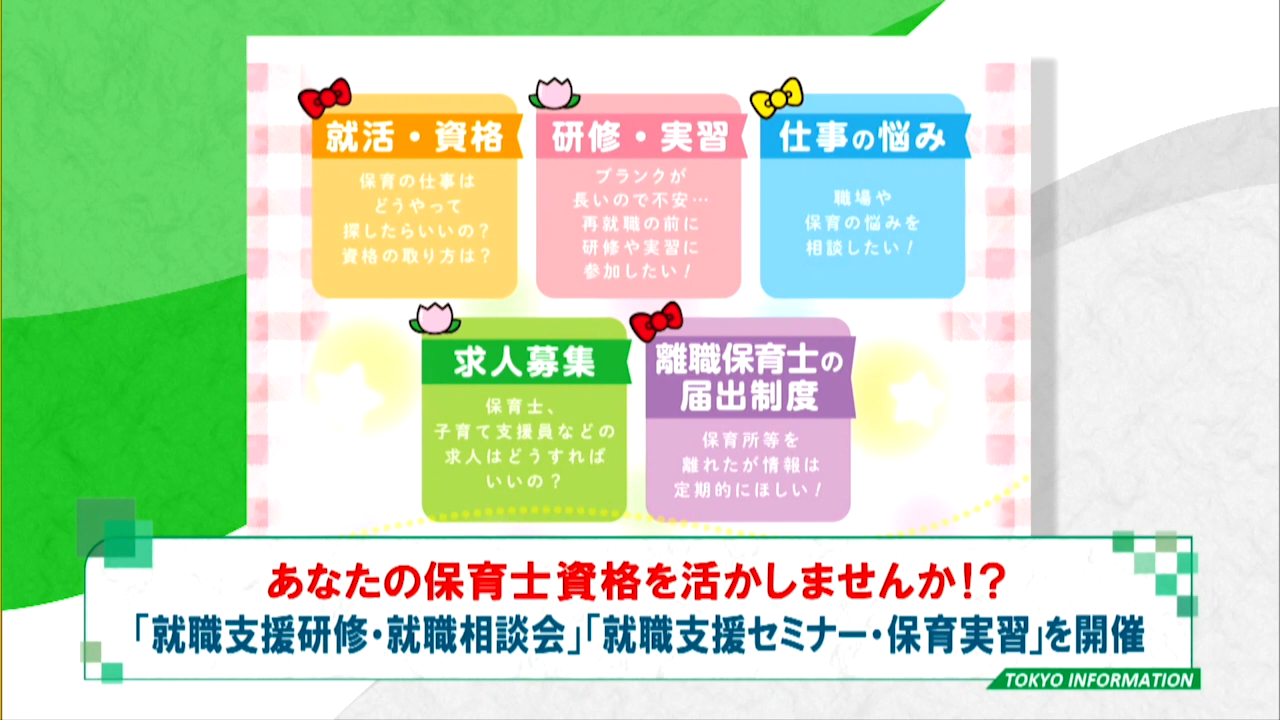 就活・資格
保育の仕事は
どうやって
探したらいいの?
資格の取り方は?
研修・実習
ブランクが
長いので不安…
再就職の前に
研修や実習に
参加したい!
仕事の悩み
職場や
保育の悩みを
相談したい!
求人募集
保育士、
子育て支援員などの
求人はどうすれば
いいの?
離職保育士の
届出制度
保育所等を
離れたが情報は
定期的にほしい!
あなたの保育士資格を活かしませんか!?
「就職支援研修・就職相談会」「就職支援セミナー・保育実習」を開催
TOKYO INFORMATION